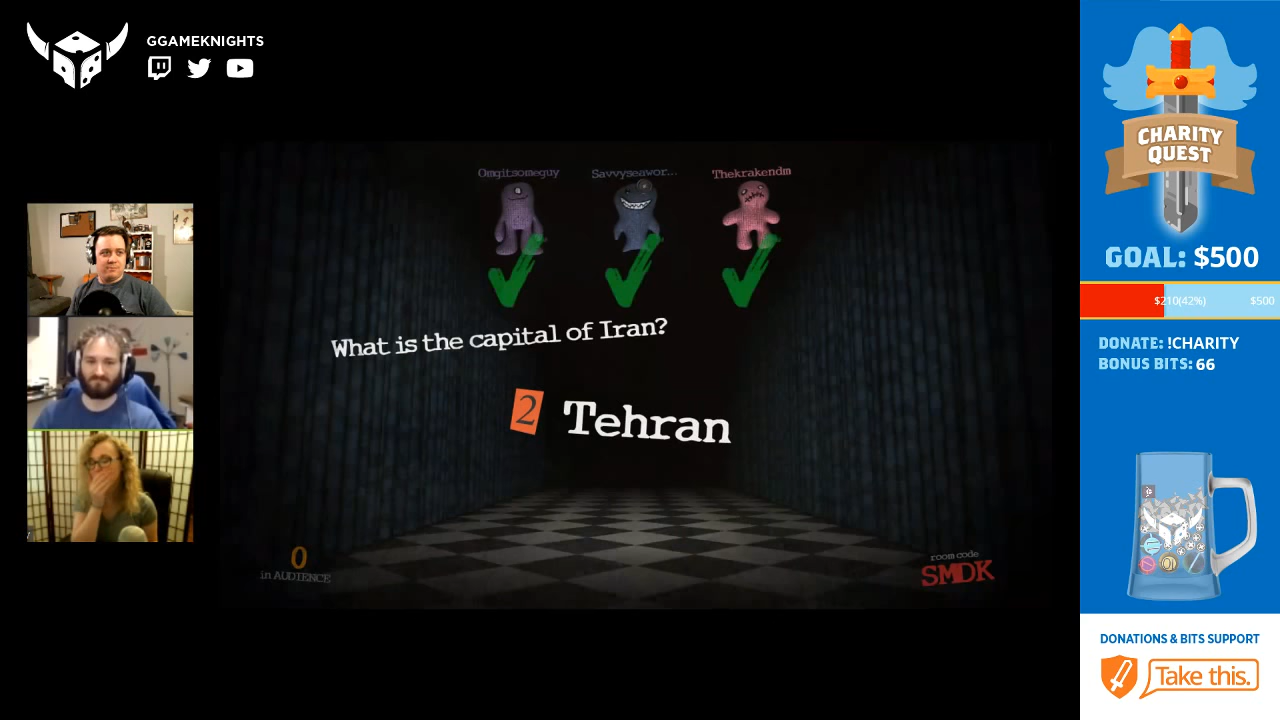 GGAMEKNIGHTS
Omgitsomeguy
Savvyseawor...
Thekrakendm
What is the capital of Iran?
2 Tehran
0
in AUDIENCE
room code
SMDK
CHARITY
QUEST
GOAL: $500
$210(42%)
$500
DONATE: !CHARITY
BONUS BITS: 66
DONATIONS & BITS SUPPORT
Take this.